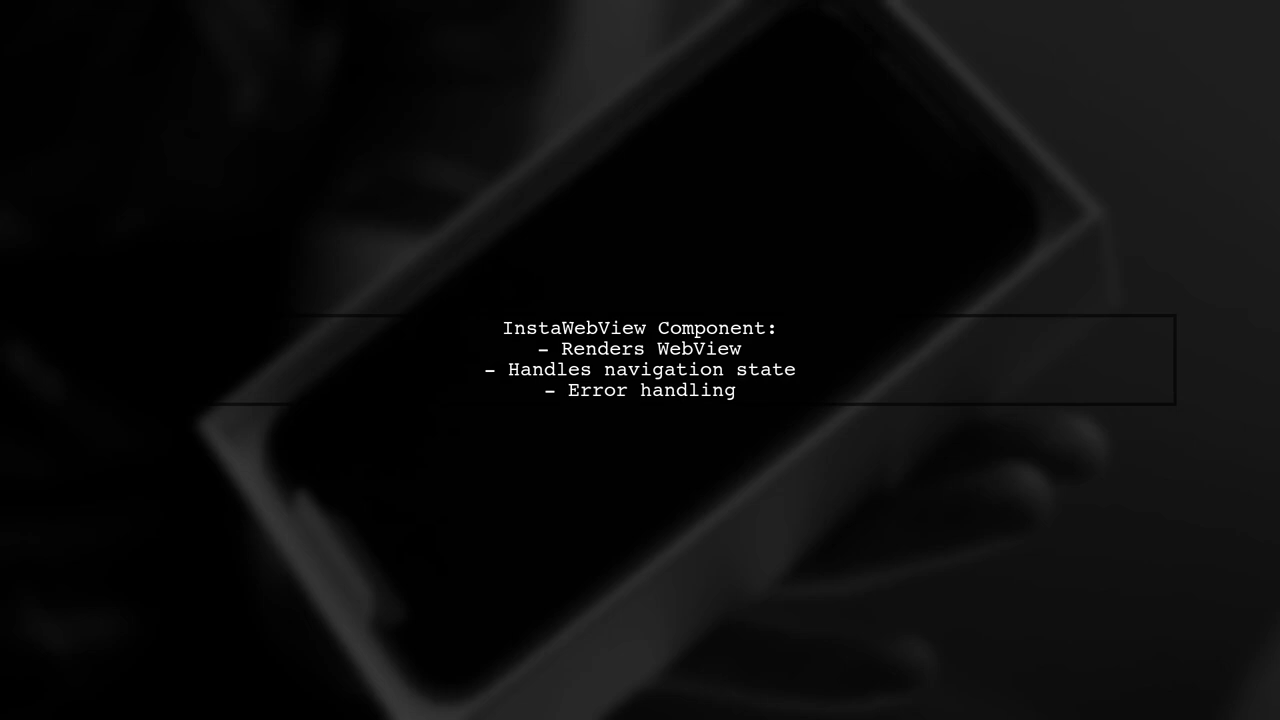 InstaWebView Component:
- Renders WebView
- Handles navigation state
- Error handling